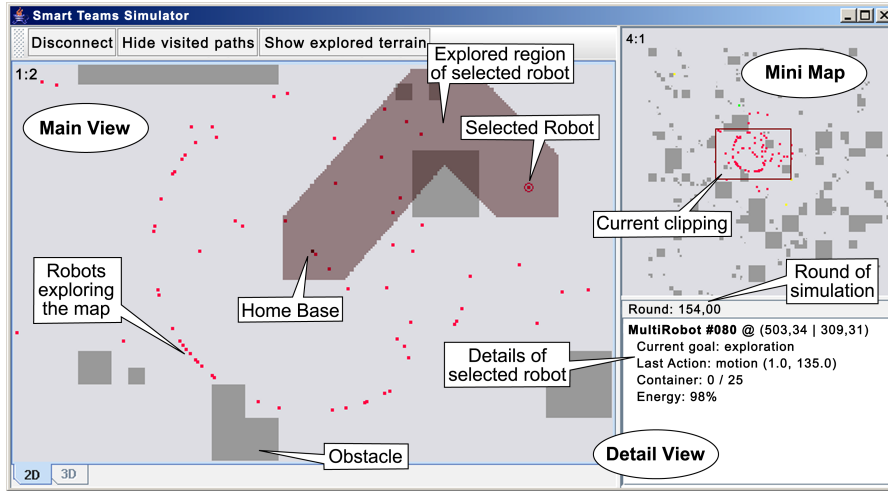 Smart Teams Simulator
Disconnect
Hide visited paths
Show explored terrain
1:2
Main View
Explored region
of selected robot
Selected Robot
Robots
exploring
the map
Home Base
Obstacle
2D
3D
4:1
Mini Map
Current clipping
Round of
simulation
Round: 154,00
MultiRobot #080 @ (503,34 | 309,31)
Current goal: exploration
Last Action: motion (1.0, 135.0)
Container: 0 / 25
Energy: 98%
Details of
selected robot
Detail View